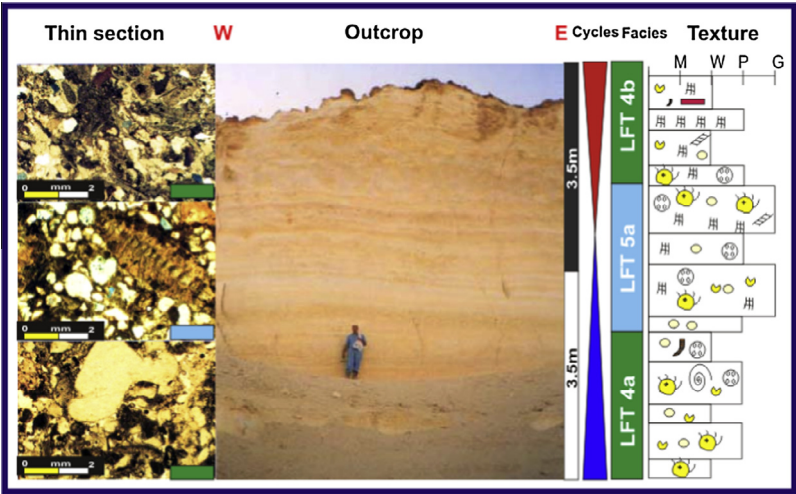 Thin section W Outcrop E Cycles Facies Texture
M W P G
0 mm 2
0 mm 2
0 mm 2
3.5m
3.5m
LFT 4b
LFT 5a
LFT 4a